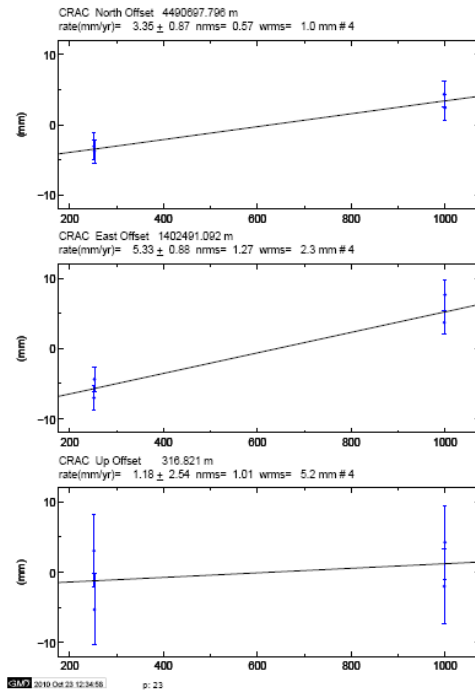 CRAC North Offset 4490697.796 m
rate(mm/yr)= 3.35 ± 0.87 nrms= 0.57 wrms= 1.0 mm # 4
10
0
−10
(mm)
200 400 600 800 1000
CRAC East Offset 1402491.092 m
rate(mm/yr)= 5.33 ± 0.88 nrms= 1.27 wrms= 2.3 mm # 4
10
0
−10
(mm)
200 400 600 800 1000
CRAC Up Offset 316.821 m
rate(mm/yr)= 1.18 ± 2.54 nrms= 1.01 wrms= 5.2 mm # 4
10
0
−10
(mm)
200 400 600 800 1000
GMT 2010 Oct 23 12:34:56 p: 23